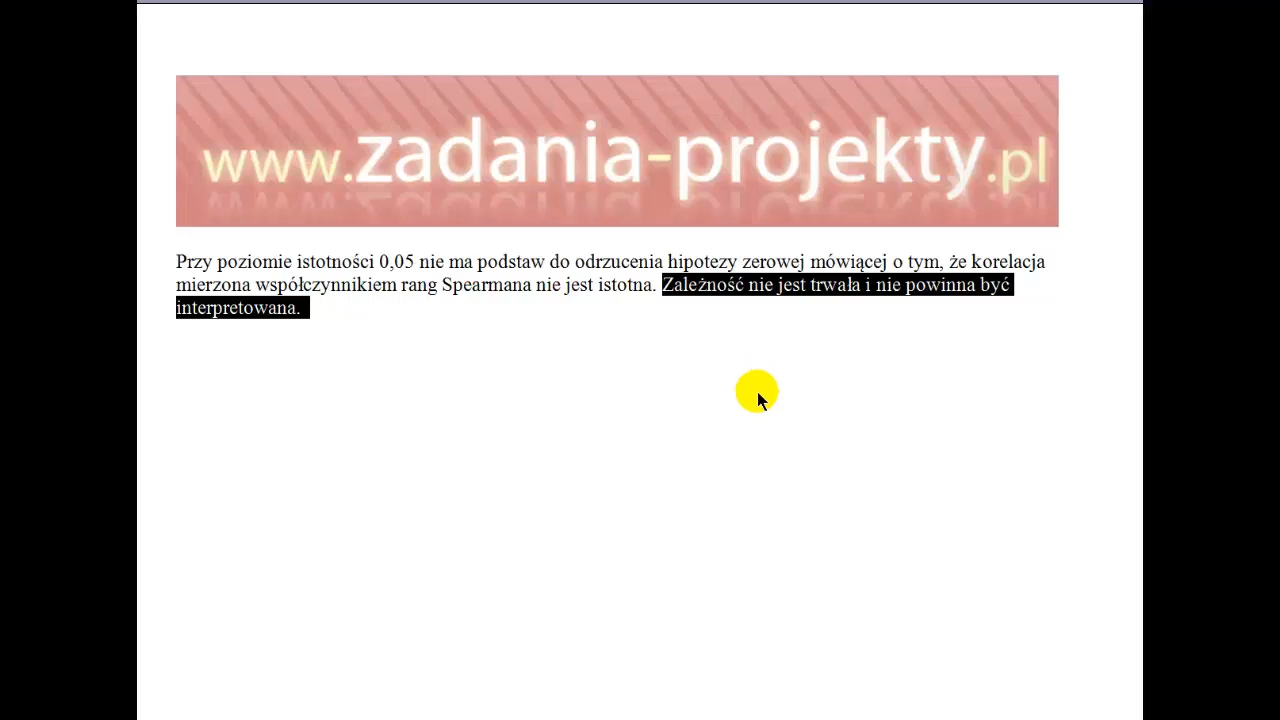 www.zadania-projekty.pl
Przy poziomie istotności 0,05 nie ma podstaw do odrzucenia hipotezy zerowej mówiącej o tym, że korelacja
mierzona współczynnikiem rang Spearmana nie jest istotna. Zależność nie jest trwała i nie powinna być
interpretowana.